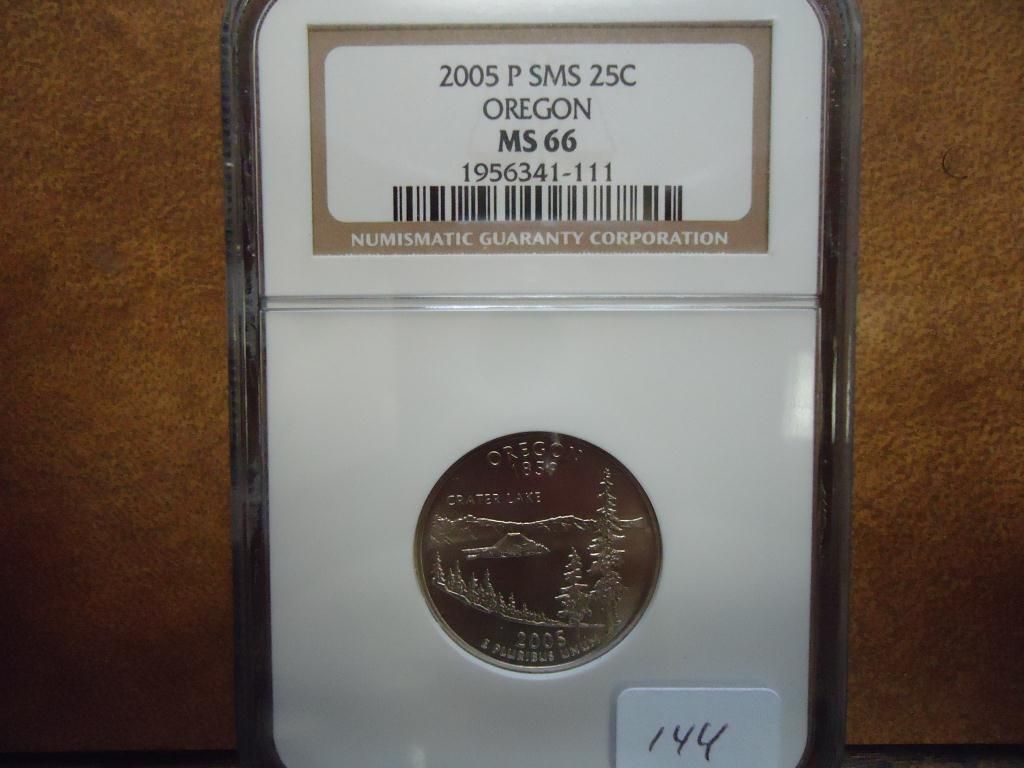 2005 P SMS 25C
OREGON
MS 66
1956341-111
NUMISMATIC GUARANTY CORPORATION
OREGON
1859
CRATER LAKE
2005
E PLURIBUS UNUM
144